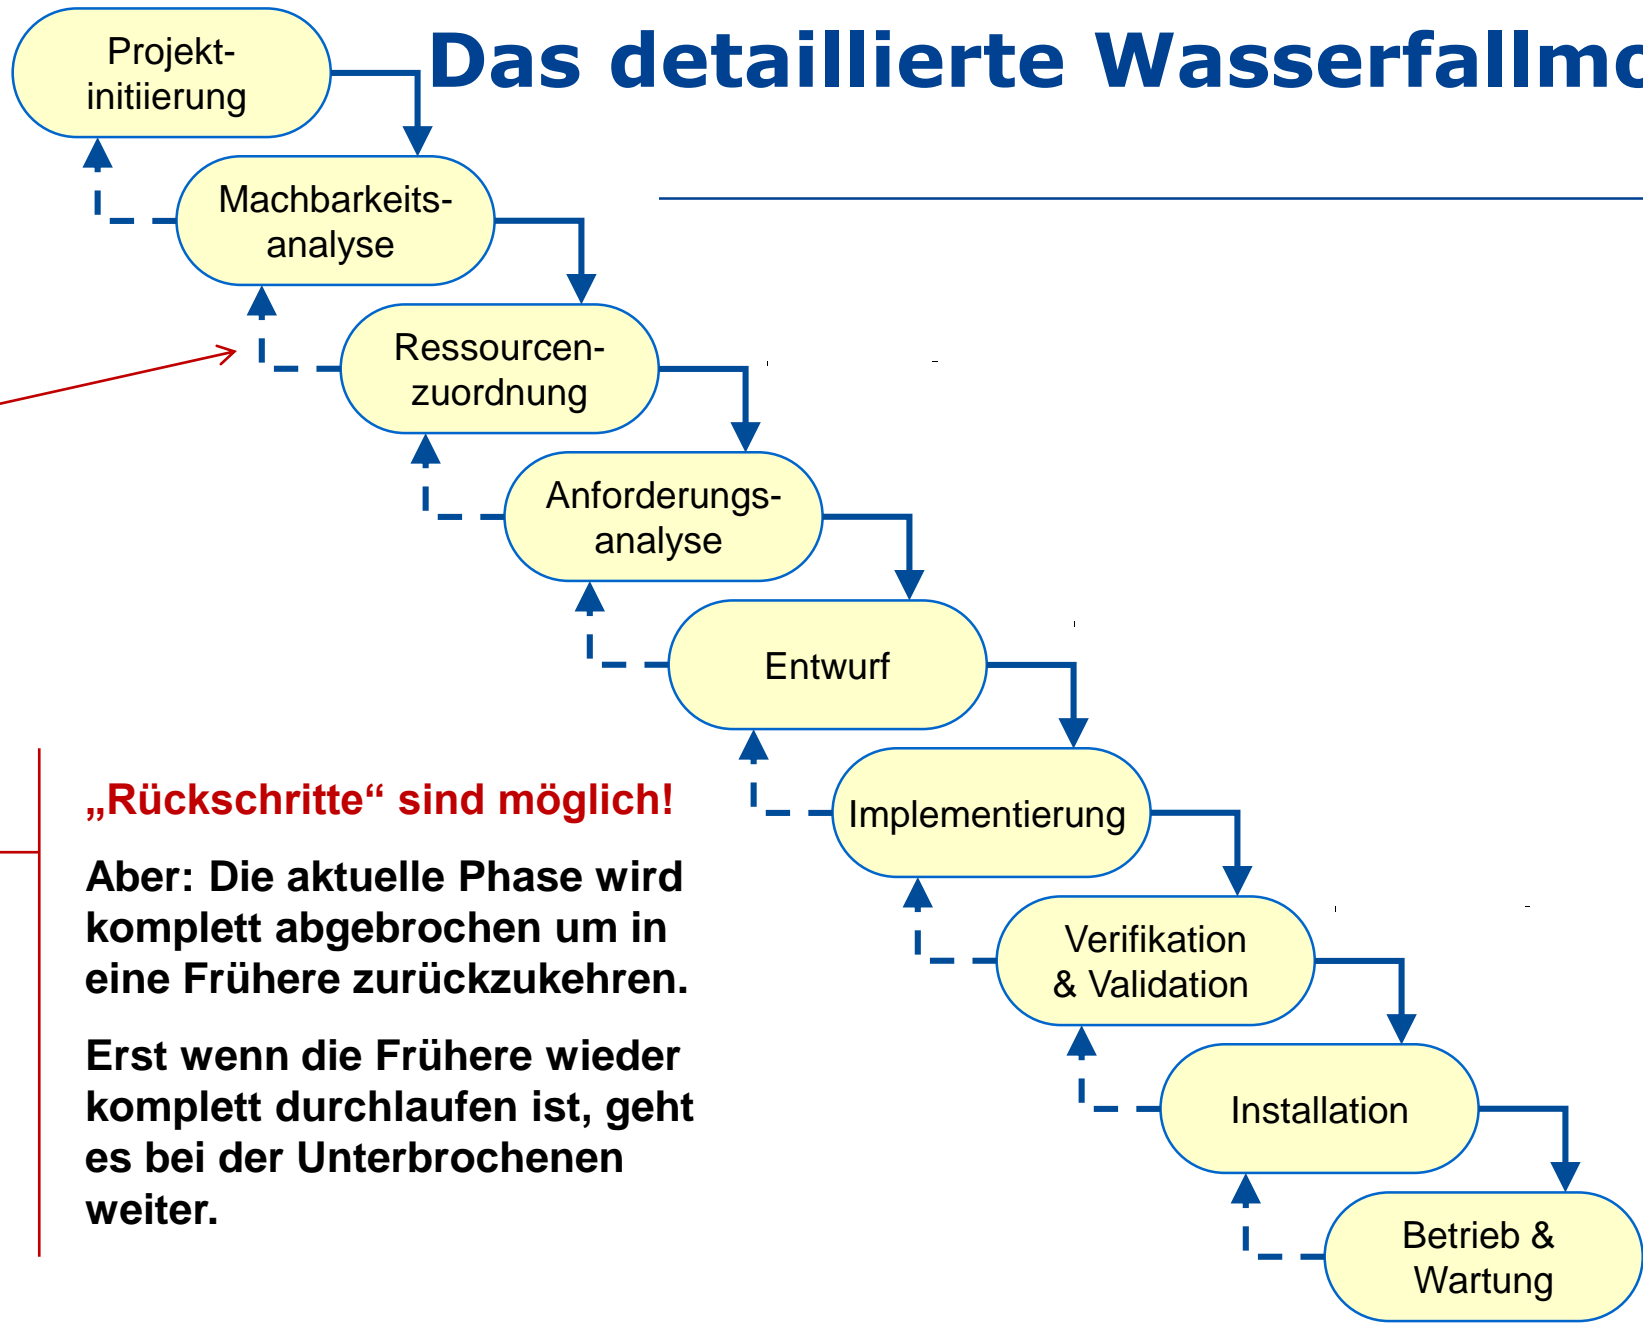 Das detaillierte Wasserfallmo
Projekt-
initiierung
Machbarkeits-
analyse
Ressourcen-
zuordnung
Anforderungs-
analyse
Entwurf
Implementierung
Verifikation
& Validation
Installation
Betrieb &
Wartung
„Rückschritte“ sind möglich!
Aber: Die aktuelle Phase wird
komplett abgebrochen um in
eine Frühere zurückzukehren.
Erst wenn die Frühere wieder
komplett durchlaufen ist, geht
es bei der Unterbrochenen
weiter.